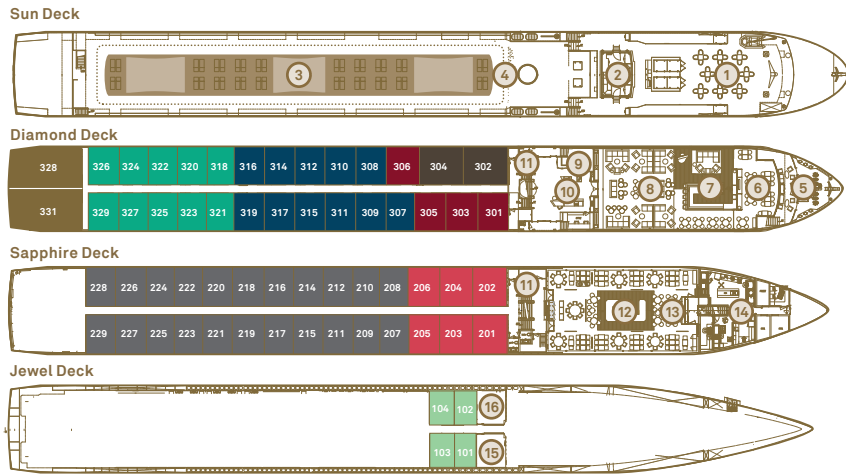 Sun Deck
3 4 2 1
Diamond Deck
328 326 324 322 320 318 316 314 312 310 308 306 304 302 11 9 10 8 7 6 5
331 329 327 325 323 321 319 317 315 311 309 307 305 303 301
Sapphire Deck
228 226 224 222 220 218 216 214 212 210 208 206 204 202 11 12 13 14
229 227 225 223 221 219 217 215 211 209 207 205 203 201
Jewel Deck
104 102 16
103 101 15